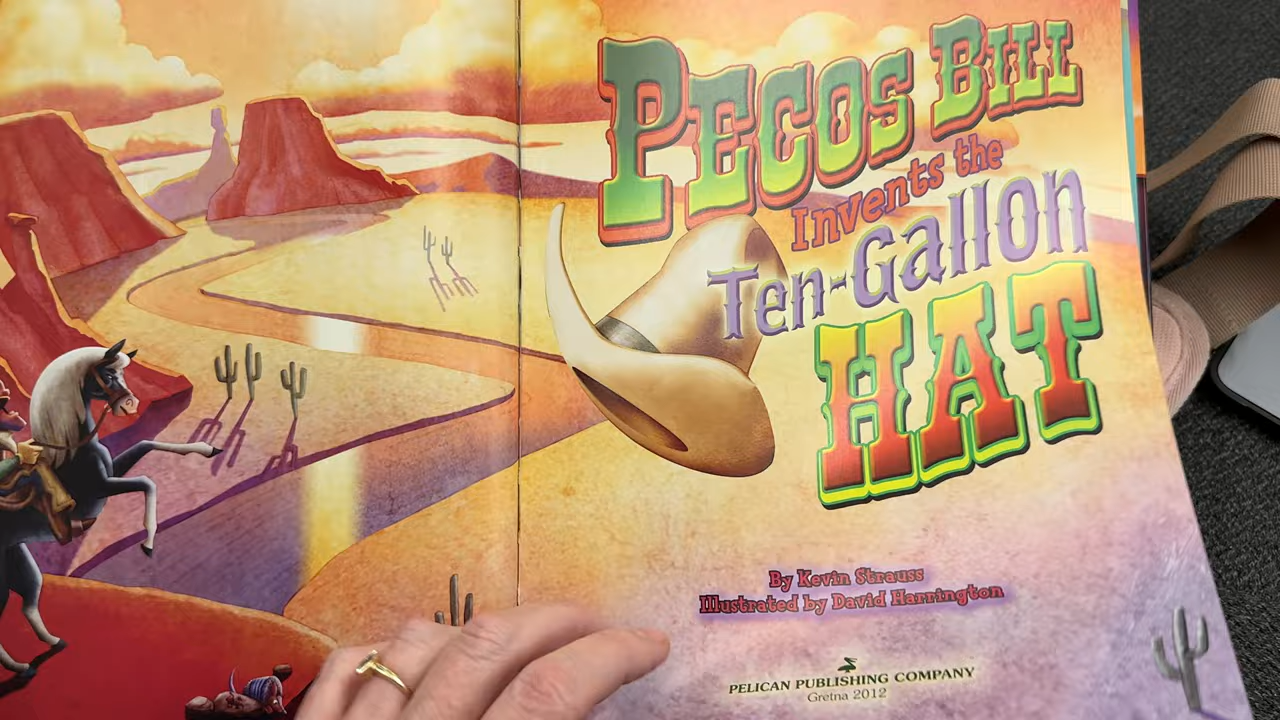 PECOS BILL
Invents the
Ten-Gallon
HAT
By Kevin Strauss
Illustrated by David Harrington
PELICAN PUBLISHING COMPANY
Gretna 2012